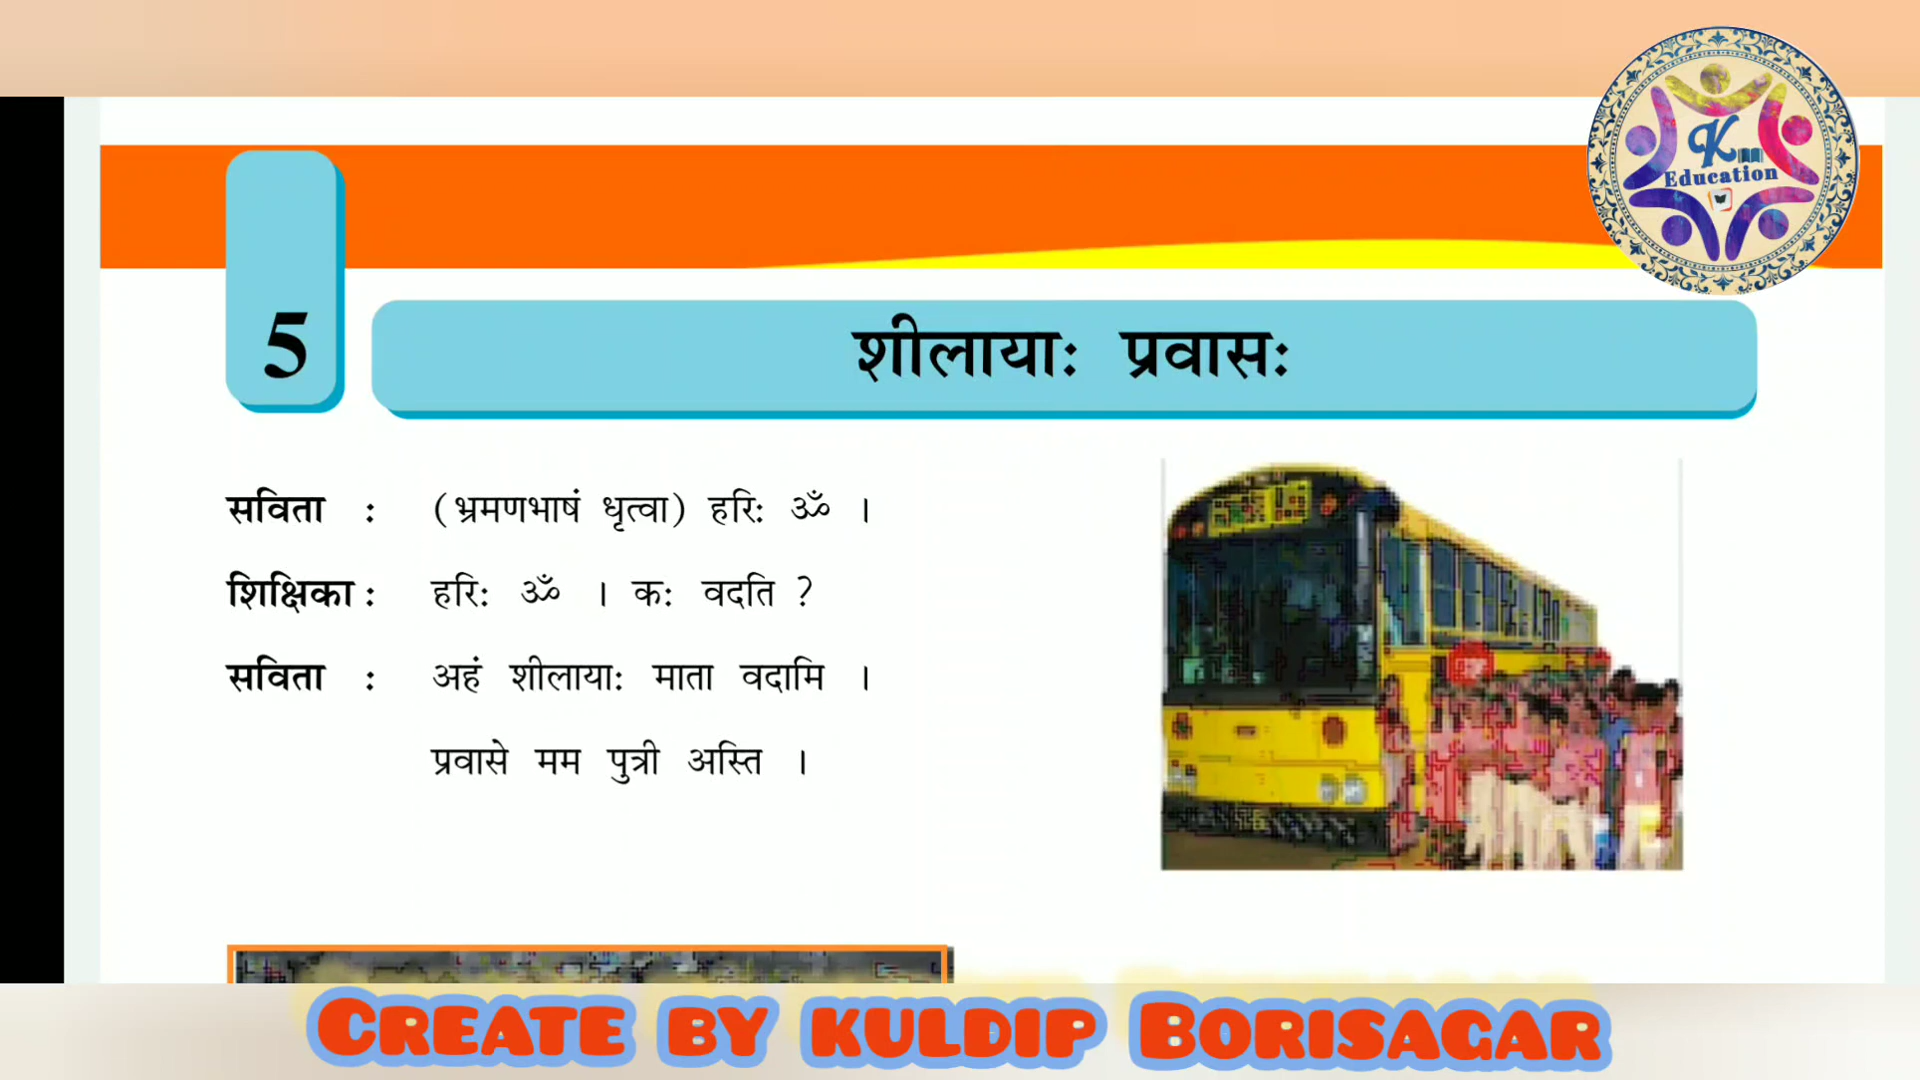 K
Education
5
शीलायाः प्रवासः
सविता : (भ्रमणभाषं धृत्वा) हरिः ॐ ।
शिक्षिका : हरिः ॐ । कः वदति ?
सविता : अहं शीलायाः माता वदामि ।
प्रवासे मम पुत्री अस्ति ।
CREATE BY KULDIP BORISAGAR